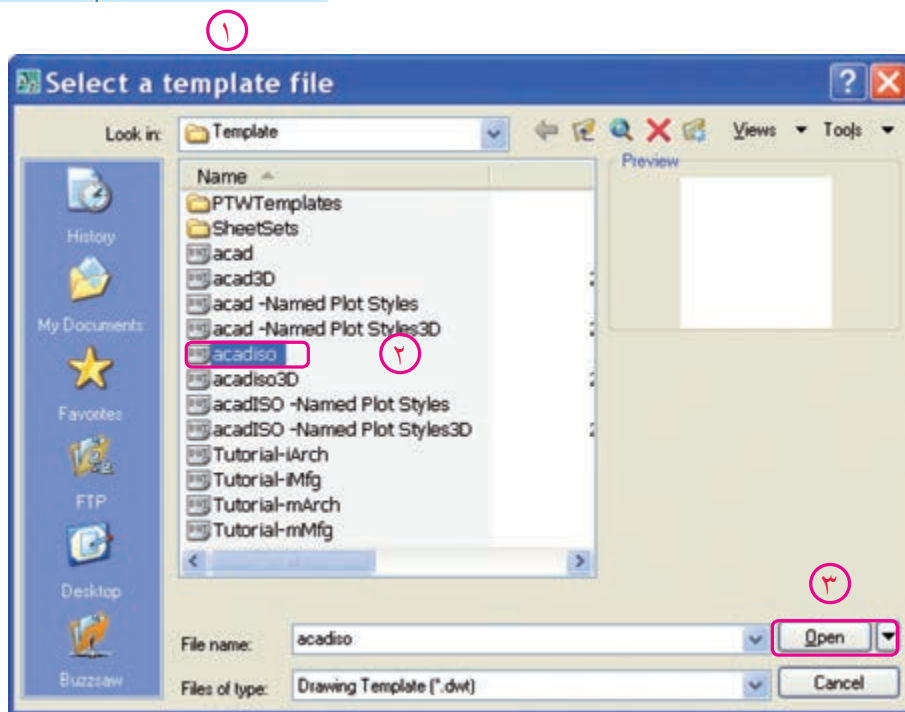 ۱
Select a template file
Look in: Template Views Tools
Name
Preview
PTWTemplates
SheetSets
acad
acad3D
acad -Named Plot Styles
acad -Named Plot Styles3D
acadiso
۲
acadiso3D
acadISO -Named Plot Styles
acadISO -Named Plot Styles3D
Tutorial-iArch
Tutorial-iMfg
Tutorial-mArch
Tutorial-mMfg
History
My Documents
Favorites
FTP
Desktop
Buzzsaw
۳
File name: acadiso Open
Files of type: Drawing Template (*.dwt) Cancel